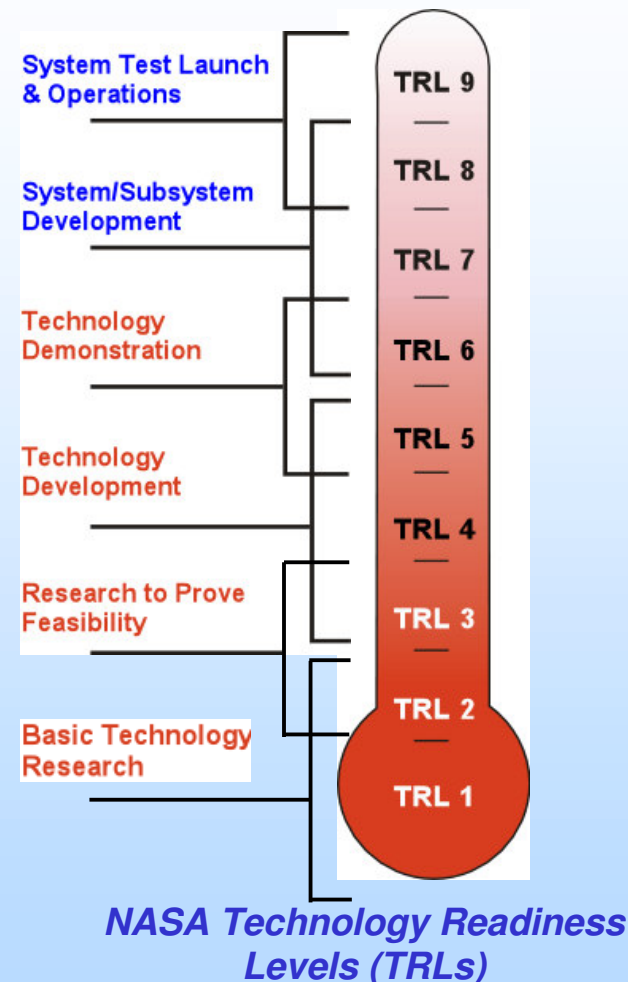 System Test Launch
& Operations
TRL 9
TRL 8
System/Subsystem
Development
TRL 7
Technology
Demonstration
TRL 6
TRL 5
Technology
Development
TRL 4
Research to Prove
Feasibility
TRL 3
TRL 2
Basic Technology
Research
TRL 1
NASA Technology Readiness
Levels (TRLs)